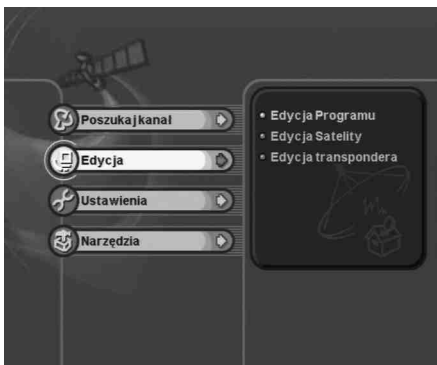 Poszukaj kanał
Edycja
Ustawienia
Narzędzia
Edycja Programu
Edycja Satelity
Edycja transpondera